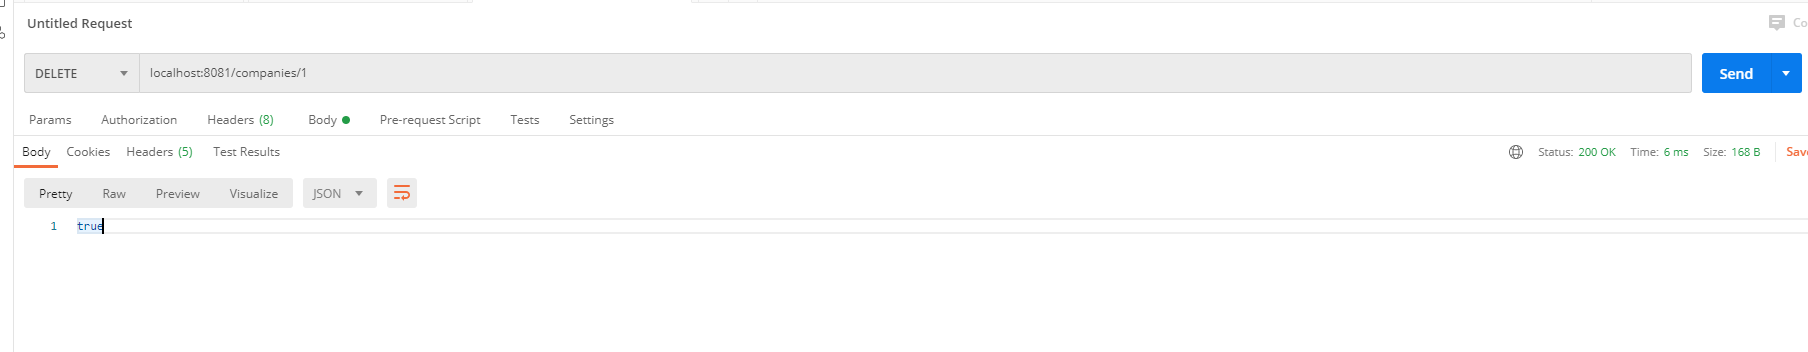 Untitled Request
Co
DELETE localhost:8081/companies/1 Send
Params Authorization Headers (8) Body Pre-request Script Tests Settings
Body Cookies Headers (5) Test Results Status: 200 OK Time: 6 ms Size: 168 B Save
Pretty Raw Preview Visualize JSON
1 true